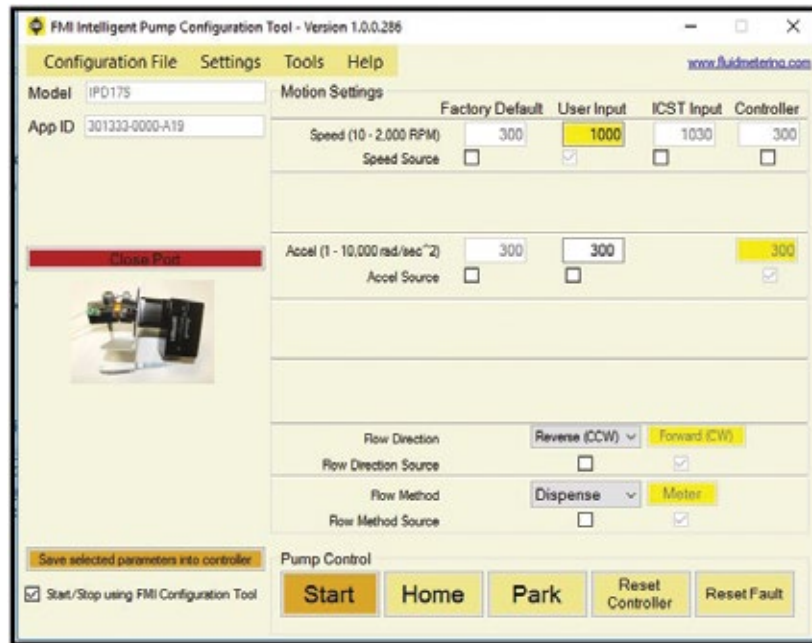 FMI Intelligent Pump Configuration Tool - Version 1.0.0.286
Configuration File Settings Tools Help
www.fluidmetering.com
Model IPD17S
App ID 301333-0000-A19
Motion Settings
Factory Default User Input ICST Input Controller
Speed (10 - 2,000 RPM) 300 1000 1030 300
Speed Source
Close Port
Accel (1 - 10,000 rad/sec^2) 300 300 300
Accel Source
Flow Direction Reverse (CCW) Forward (CW)
Flow Direction Source
Flow Method Dispense Meter
Flow Method Source
Save selected parameters into controller
Start/Stop using FMI Configuration Tool
Pump Control
Start Home Park Reset Controller Reset Fault